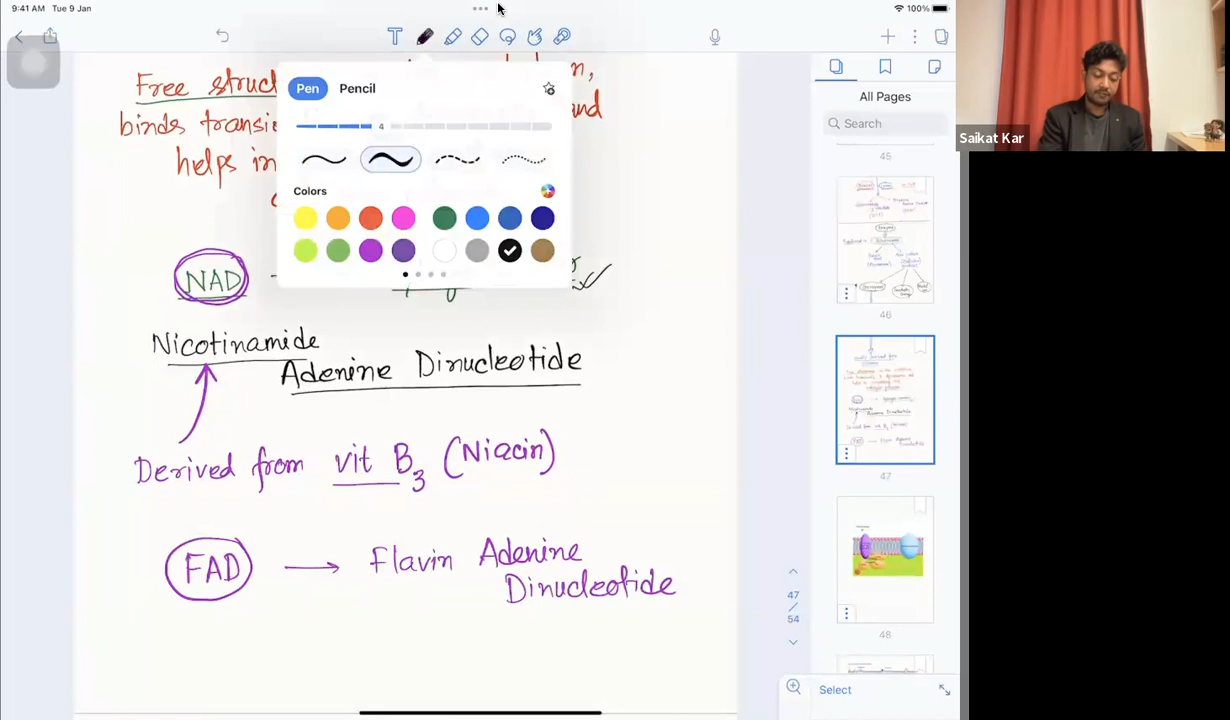 9:41 AM Tue 9 Jan
100%
Free struct
n,
binds transi
and
helps in
Pen
Pencil
4
Colors
NAD
Nicotinamide
Adenine Dinucleotide
Derived from vit B3 (Niacin)
FAD → Flavin Adenine
Dinucleotide
All Pages
Search
45
46
47
48
47
/
54
Select
Saikat Kar